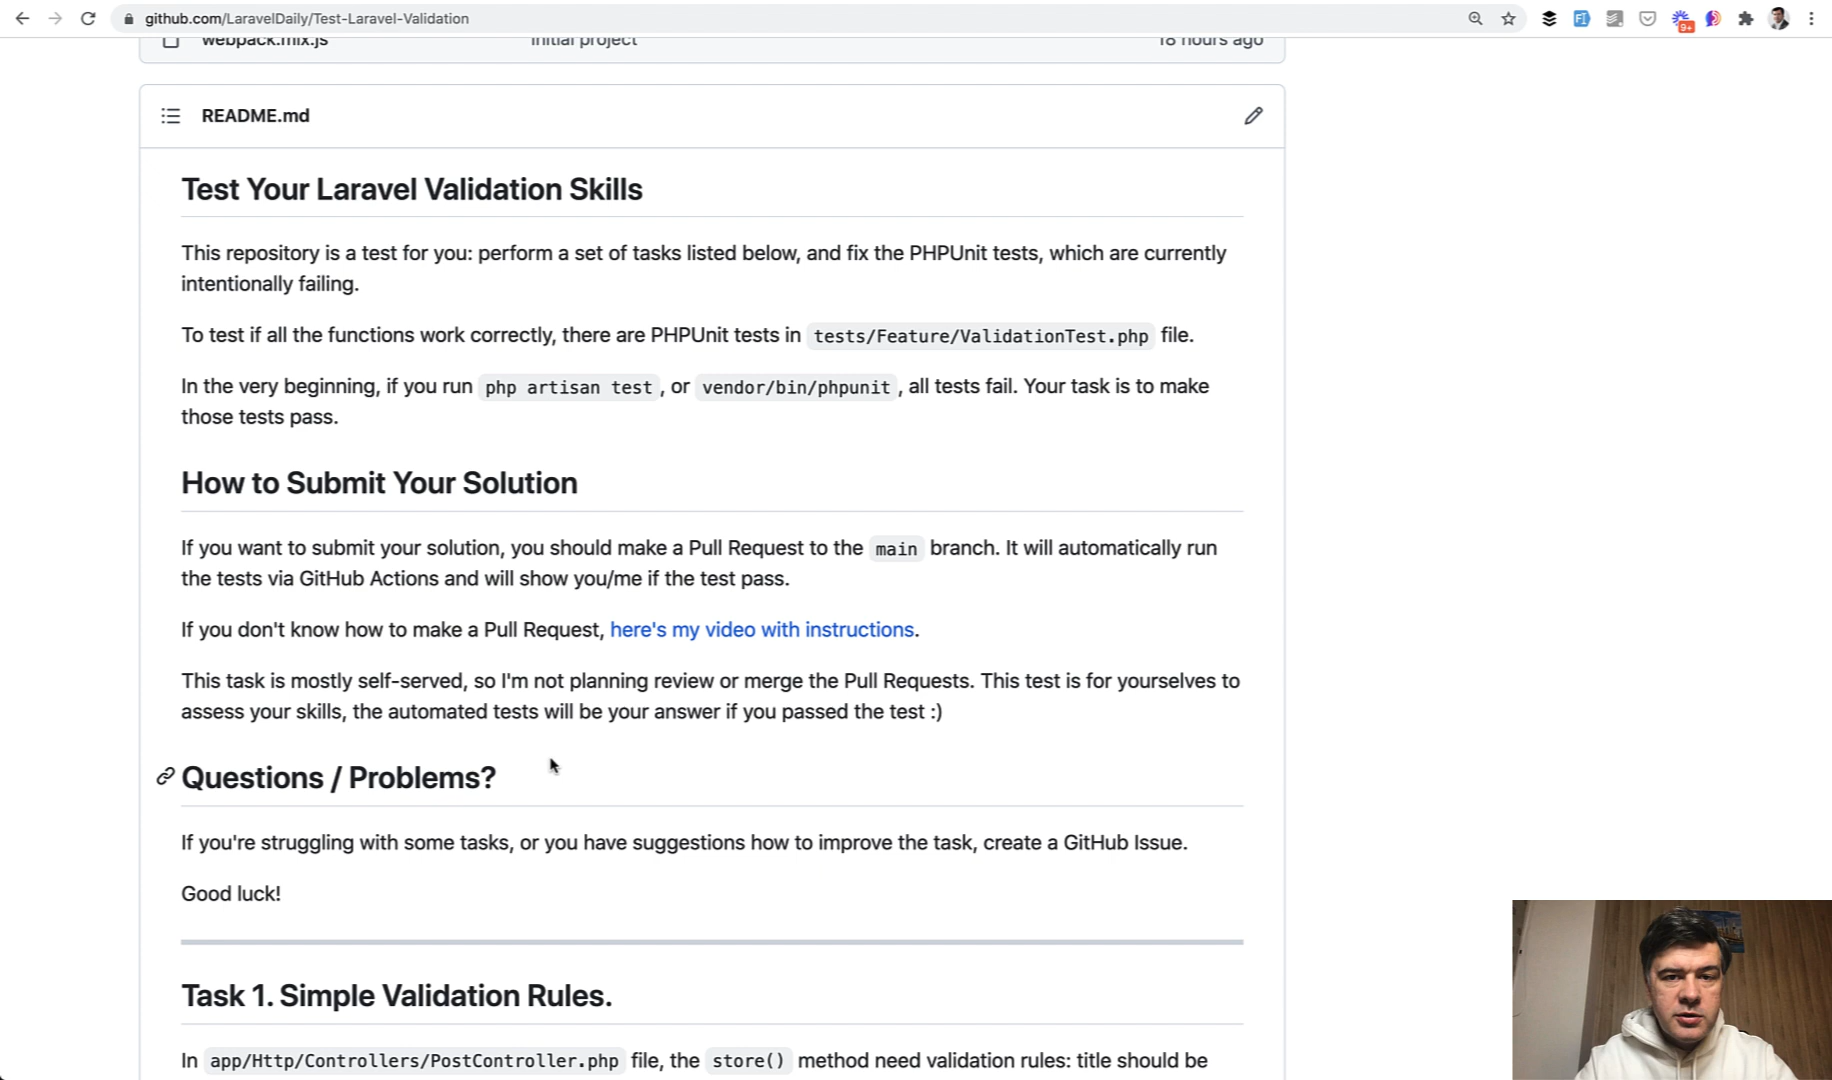 github.com/LaravelDaily/Test-Laravel-Validation
9+
webpack.mix.js Initial project 18 hours ago
README.md
Test Your Laravel Validation Skills
This repository is a test for you: perform a set of tasks listed below, and fix the PHPUnit tests, which are currently
intentionally failing.
To test if all the functions work correctly, there are PHPUnit tests in tests/Feature/ValidationTest.php file.
In the very beginning, if you run php artisan test, or vendor/bin/phpunit, all tests fail. Your task is to make
those tests pass.
How to Submit Your Solution
If you want to submit your solution, you should make a Pull Request to the main branch. It will automatically run
the tests via GitHub Actions and will show you/me if the test pass.
If you don't know how to make a Pull Request, here's my video with instructions.
This task is mostly self-served, so I'm not planning review or merge the Pull Requests. This test is for yourselves to
assess your skills, the automated tests will be your answer if you passed the test :)
Questions / Problems?
If you're struggling with some tasks, or you have suggestions how to improve the task, create a GitHub Issue.
Good luck!
Task 1. Simple Validation Rules.
In app/Http/Controllers/PostController.php file, the store() method need validation rules: title should be